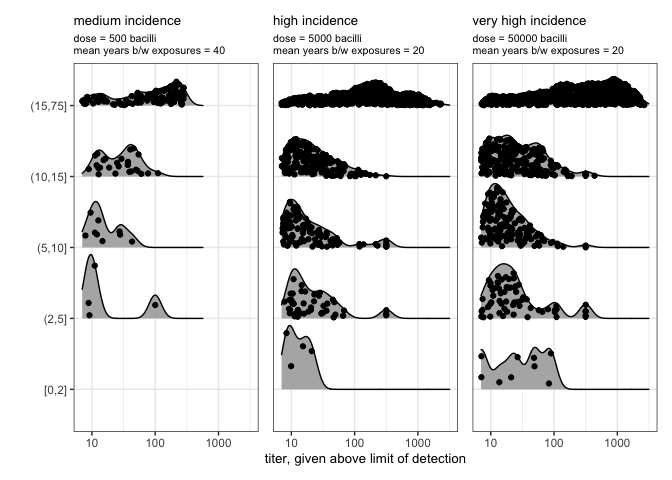 medium incidence
dose = 500 bacilli
mean years b/w exposures = 40
high incidence
dose = 5000 bacilli
mean years b/w exposures = 20
very high incidence
dose = 50000 bacilli
mean years b/w exposures = 20
(15,75]
(10,15]
(5,10]
(2,5]
[0,2]
10 100 1000
10 100 1000
10 100 1000
titer, given above limit of detection